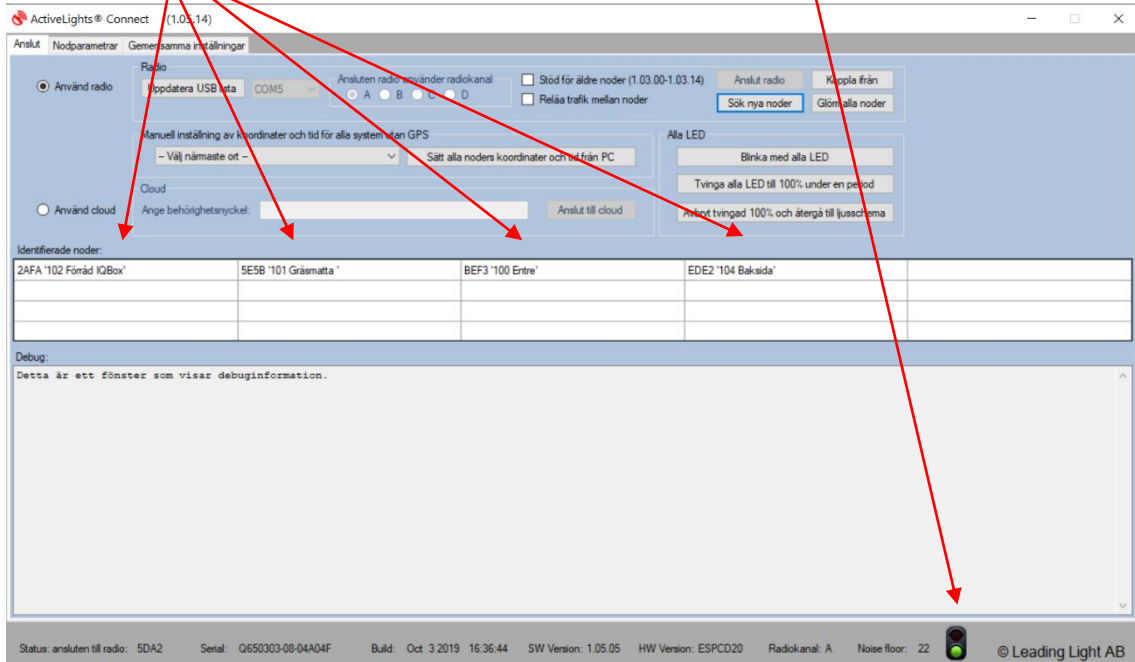 ActiveLights® Connect (1.05.14)
Anslut Nodparametrar Gemensamma inställningar
Radio
Använd radio
Uppdatera USB lista
COM5
Ansluten radio använder radiokanal
A B C D
Stöd för äldre noder (1.03.00-1.03.14)
Reläa trafik mellan noder
Anslut radio Koppla ifrån
Sök nya noder Glöm alla noder
Manuell inställning av koordinater och tid för alla system utan GPS
-- Välj närmaste ort --
Sätt alla noders koordinater och tid från PC
Alla LED
Blinka med alla LED
Tvinga alla LED till 100% under en period
Avbryt tvingad 100% och återgå till ljusschema
Cloud
Använd cloud
Ange behörighetsnyckel:
Anslut till cloud
Identifierade noder:
2AFA '102 Förråd IQBox' 5E5B '101 Gräsmatta ' BEF3 '100 Entre' EDE2 '104 Baksida'
Debug:
Detta är ett fönster som visar debuginformation.
Status: ansluten till radio: 5DA2 Serial: Q650303-08-04A04F Build: Oct 3 2019 16:36:44 SW Version: 1.05.05 HW Version: ESPCD20 Radiokanal: A Noise floor: 22 © Leading Light AB